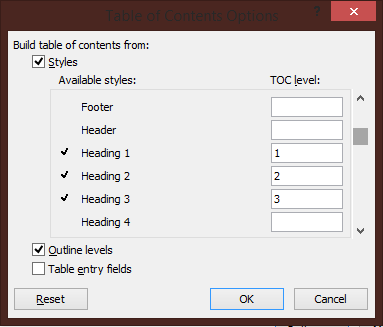 Table of Contents Options
Build table of contents from:
Styles
Available styles: TOC level:
Footer
Header
Heading 1 1
Heading 2 2
Heading 3 3
Heading 4
Outline levels
Table entry fields
Reset OK Cancel